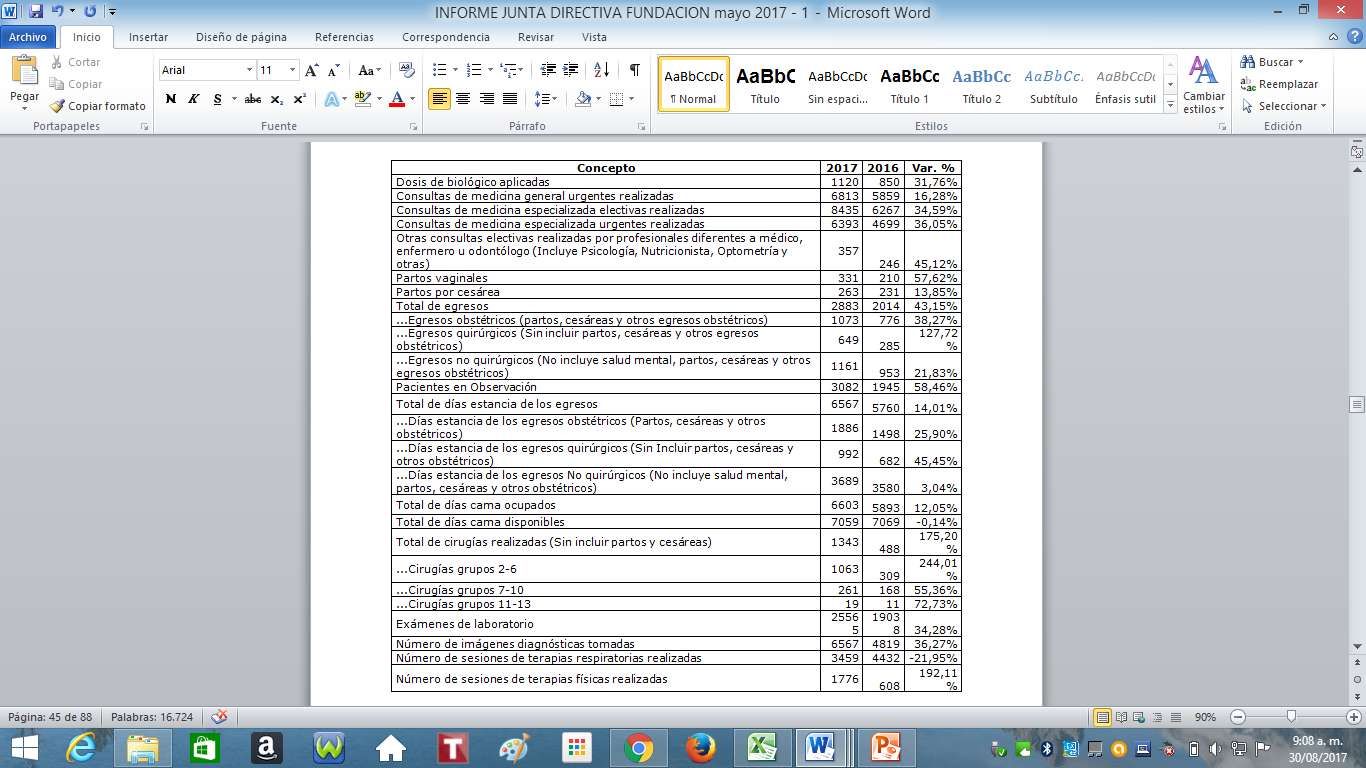 INFORME JUNTA DIRECTIVA FUNDACION mayo 2017 - 1 - Microsoft Word
Archivo Inicio Insertar Diseño de página Referencias Correspondencia Revisar Vista
Pegar
Cortar
Copiar
Copiar formato
Portapapeles
Arial 11
Fuente
Párrafo
AaBbCcDc AaBbC AaBbCcDc AaBbCc AaBbCc AaBbCc. AaBbCcDc
¶ Normal Título Sin espaci... Título 1 Título 2 Subtítulo Énfasis sutil
Cambiar estilos
Estilos
Buscar
Reemplazar
Seleccionar
Edición
Concepto 2017 2016 Var. %
Dosis de biológico aplicadas 1120 850 31,76%
Consultas de medicina general urgentes realizadas 6813 5859 16,28%
Consultas de medicina especializada electivas realizadas 8435 6267 34,59%
Consultas de medicina especializada urgentes realizadas 6393 4699 36,05%
Otras consultas electivas realizadas por profesionales diferentes a médico,
enfermero u odontólogo (Incluye Psicología, Nutricionista, Optometría y
otras) 357 246 45,12%
Partos vaginales 331 210 57,62%
Partos por cesárea 263 231 13,85%
Total de egresos 2883 2014 43,15%
...Egresos obstétricos (partos, cesáreas y otros egresos obstétricos) 1073 776 38,27%
...Egresos quirúrgicos (Sin incluir partos, cesáreas y otros egresos
obstétricos) 649 285 127,72 %
...Egresos no quirúrgicos (No incluye salud mental, partos, cesáreas y otros
egresos obstétricos) 1161 953 21,83%
Pacientes en Observación 3082 1945 58,46%
Total de días estancia de los egresos 6567 5760 14,01%
...Días estancia de los egresos obstétricos (Partos, cesáreas y otros
obstétricos) 1886 1498 25,90%
...Días estancia de los egresos quirúrgicos (Sin Incluir partos, cesáreas y
otros obstétricos) 992 682 45,45%
...Días estancia de los egresos No quirúrgicos (No incluye salud mental,
partos, cesáreas y otros obstétricos) 3689 3580 3,04%
Total de días cama ocupados 6603 5893 12,05%
Total de días cama disponibles 7059 7069 -0,14%
Total de cirugías realizadas (Sin incluir partos y cesáreas) 1343 488 175,20 %
...Cirugías grupos 2-6 1063 309 244,01 %
...Cirugías grupos 7-10 261 168 55,36%
...Cirugías grupos 11-13 19 11 72,73%
Exámenes de laboratorio 2556 5 1903 8 34,28%
Número de imágenes diagnósticas tomadas 6567 4819 36,27%
Número de sesiones de terapias respiratorias realizadas 3459 4432 -21,95%
Número de sesiones de terapias físicas realizadas 1776 608 192,11 %
Página: 45 de 88 Palabras: 16.724 90%
9:08 a. m.
30/08/2017